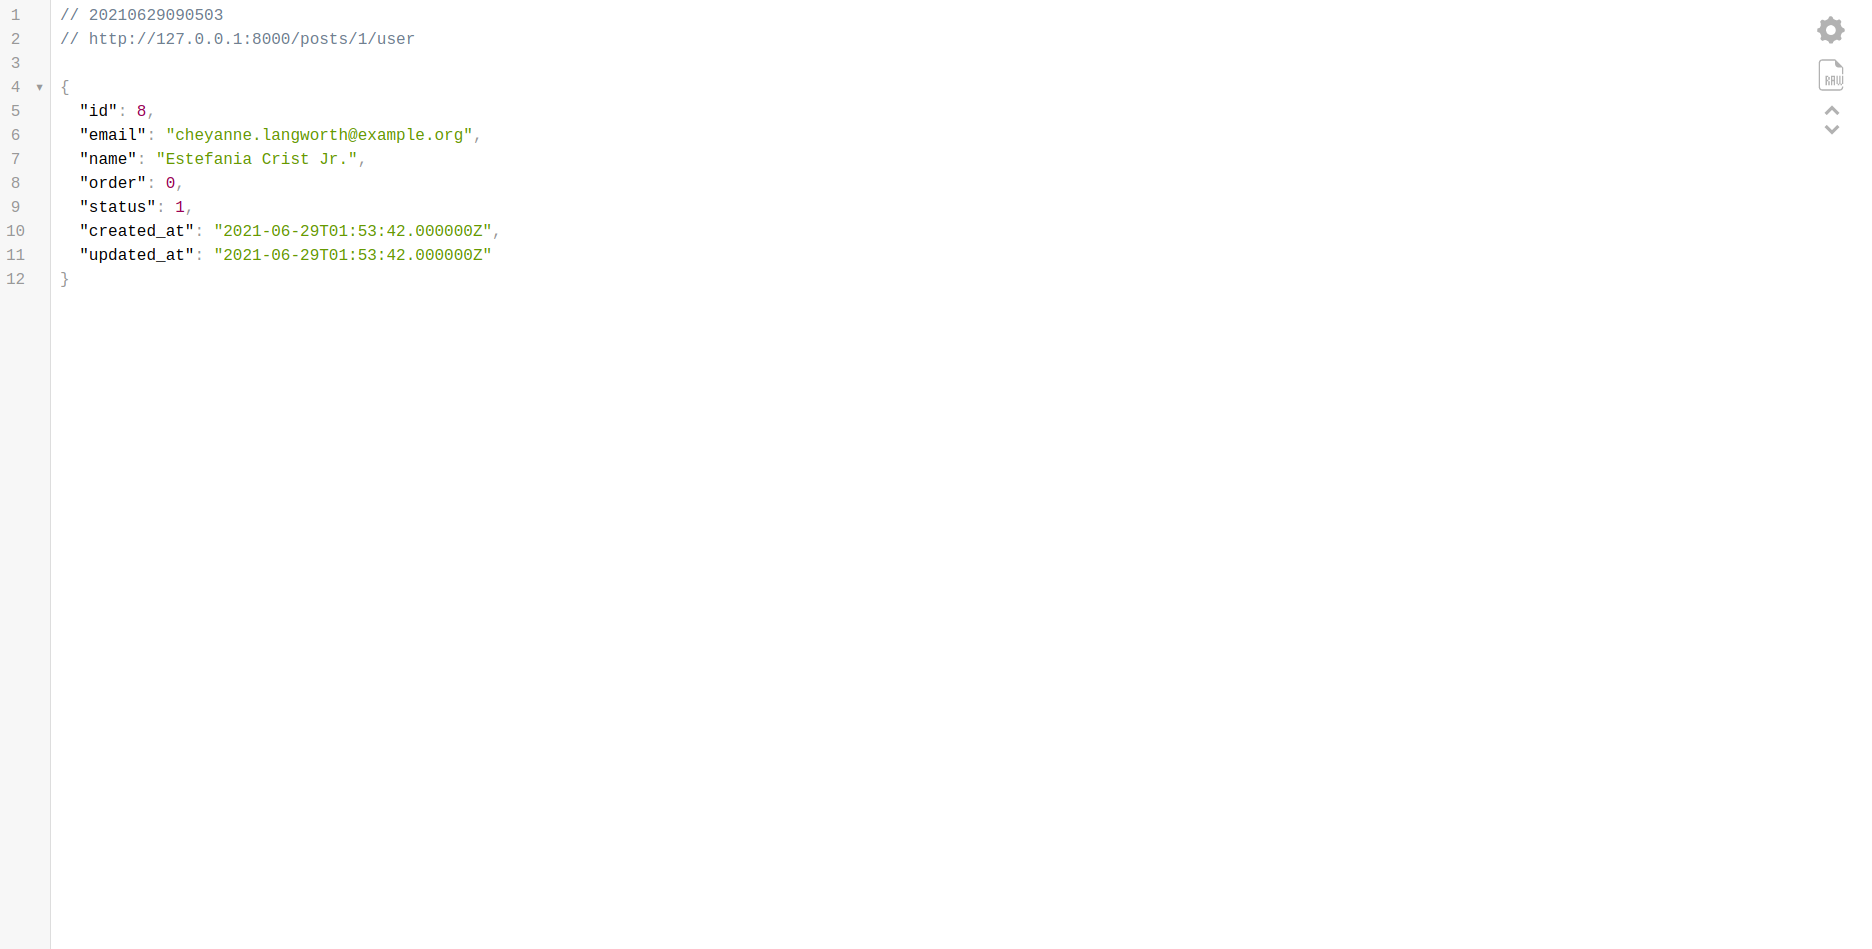 1 // 20210629090503
2 // http://127.0.0.1:8000/posts/1/user
3
4 ▾ {
5 "id": 8,
6 "email": "cheyanne.langworth@example.org",
7 "name": "Estefania Crist Jr.",
8 "order": 0,
9 "status": 1,
10 "created_at": "2021-06-29T01:53:42.000000Z",
11 "updated_at": "2021-06-29T01:53:42.000000Z"
12 }
RAW